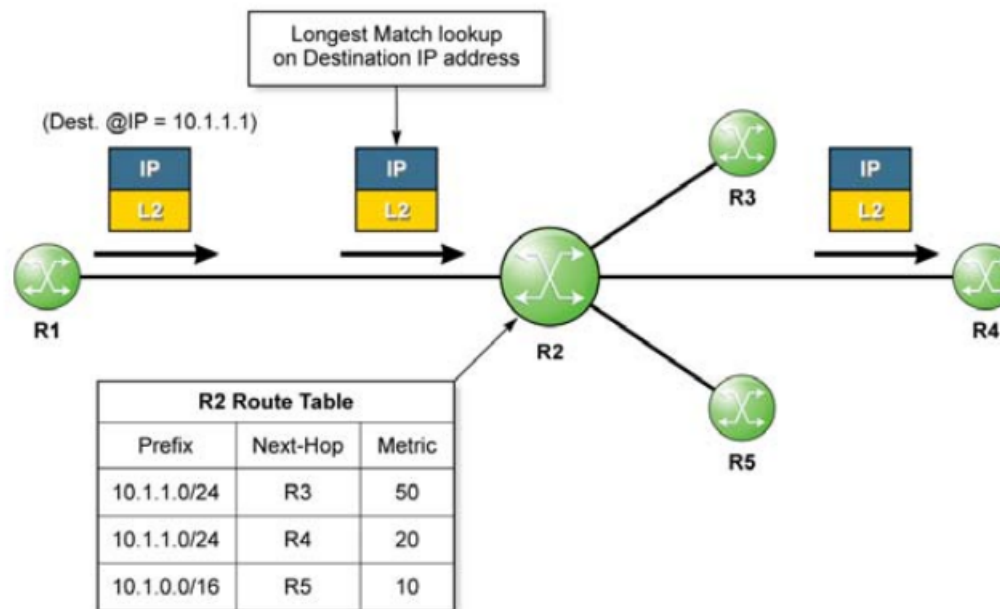 Longest Match lookup
on Destination IP address
(Dest. @IP = 10.1.1.1)
IP
L2
IP
L2
IP
L2
R3
R1
R2
R4
R5
R2 Route Table
Prefix Next-Hop Metric
10.1.1.0/24 R3 50
10.1.1.0/24 R4 20
10.1.0.0/16 R5 10